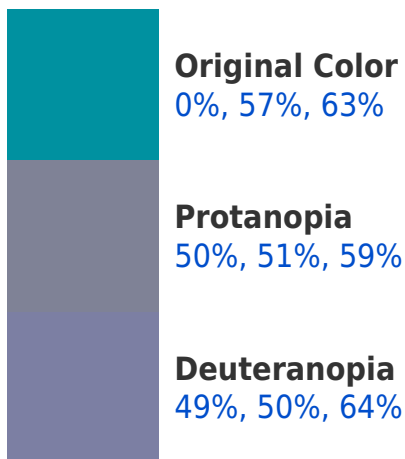 Original Color
0%, 57%, 63%
Protanopia
50%, 51%, 59%
Deuteranopia
49%, 50%, 64%